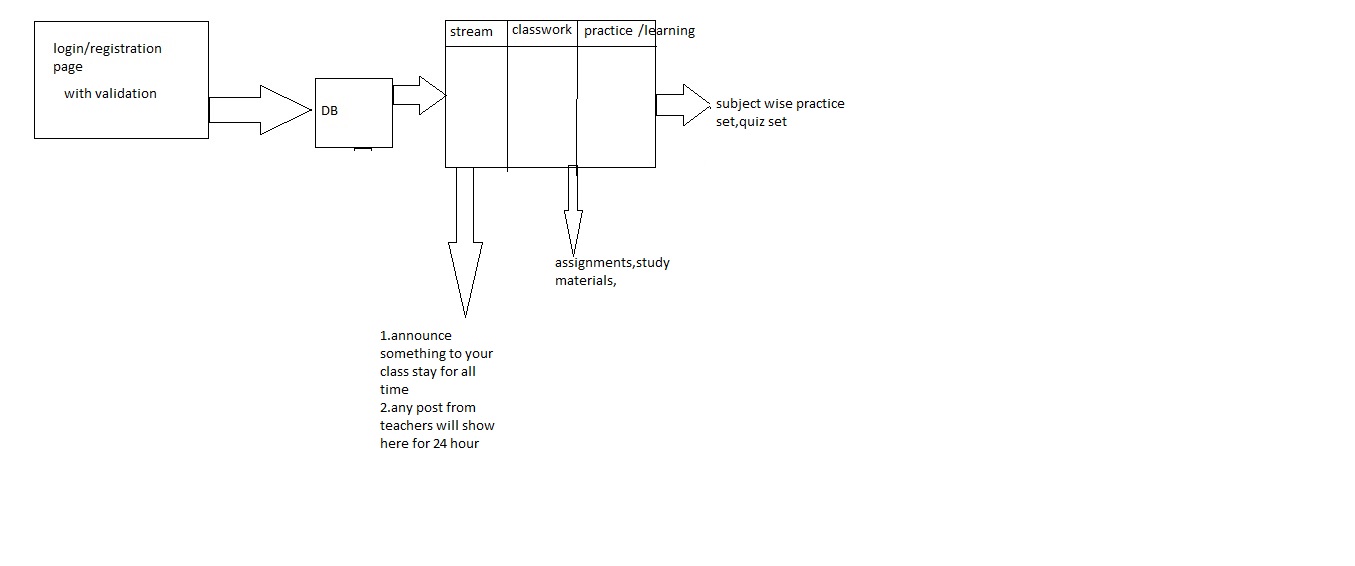 login/registration
page
with validation
DB
stream
classwork
practice /learning
subject wise practice
set,quiz set
assignments,study
materials,
1.announce
something to your
class stay for all
time
2.any post from
teachers will show
here for 24 hour